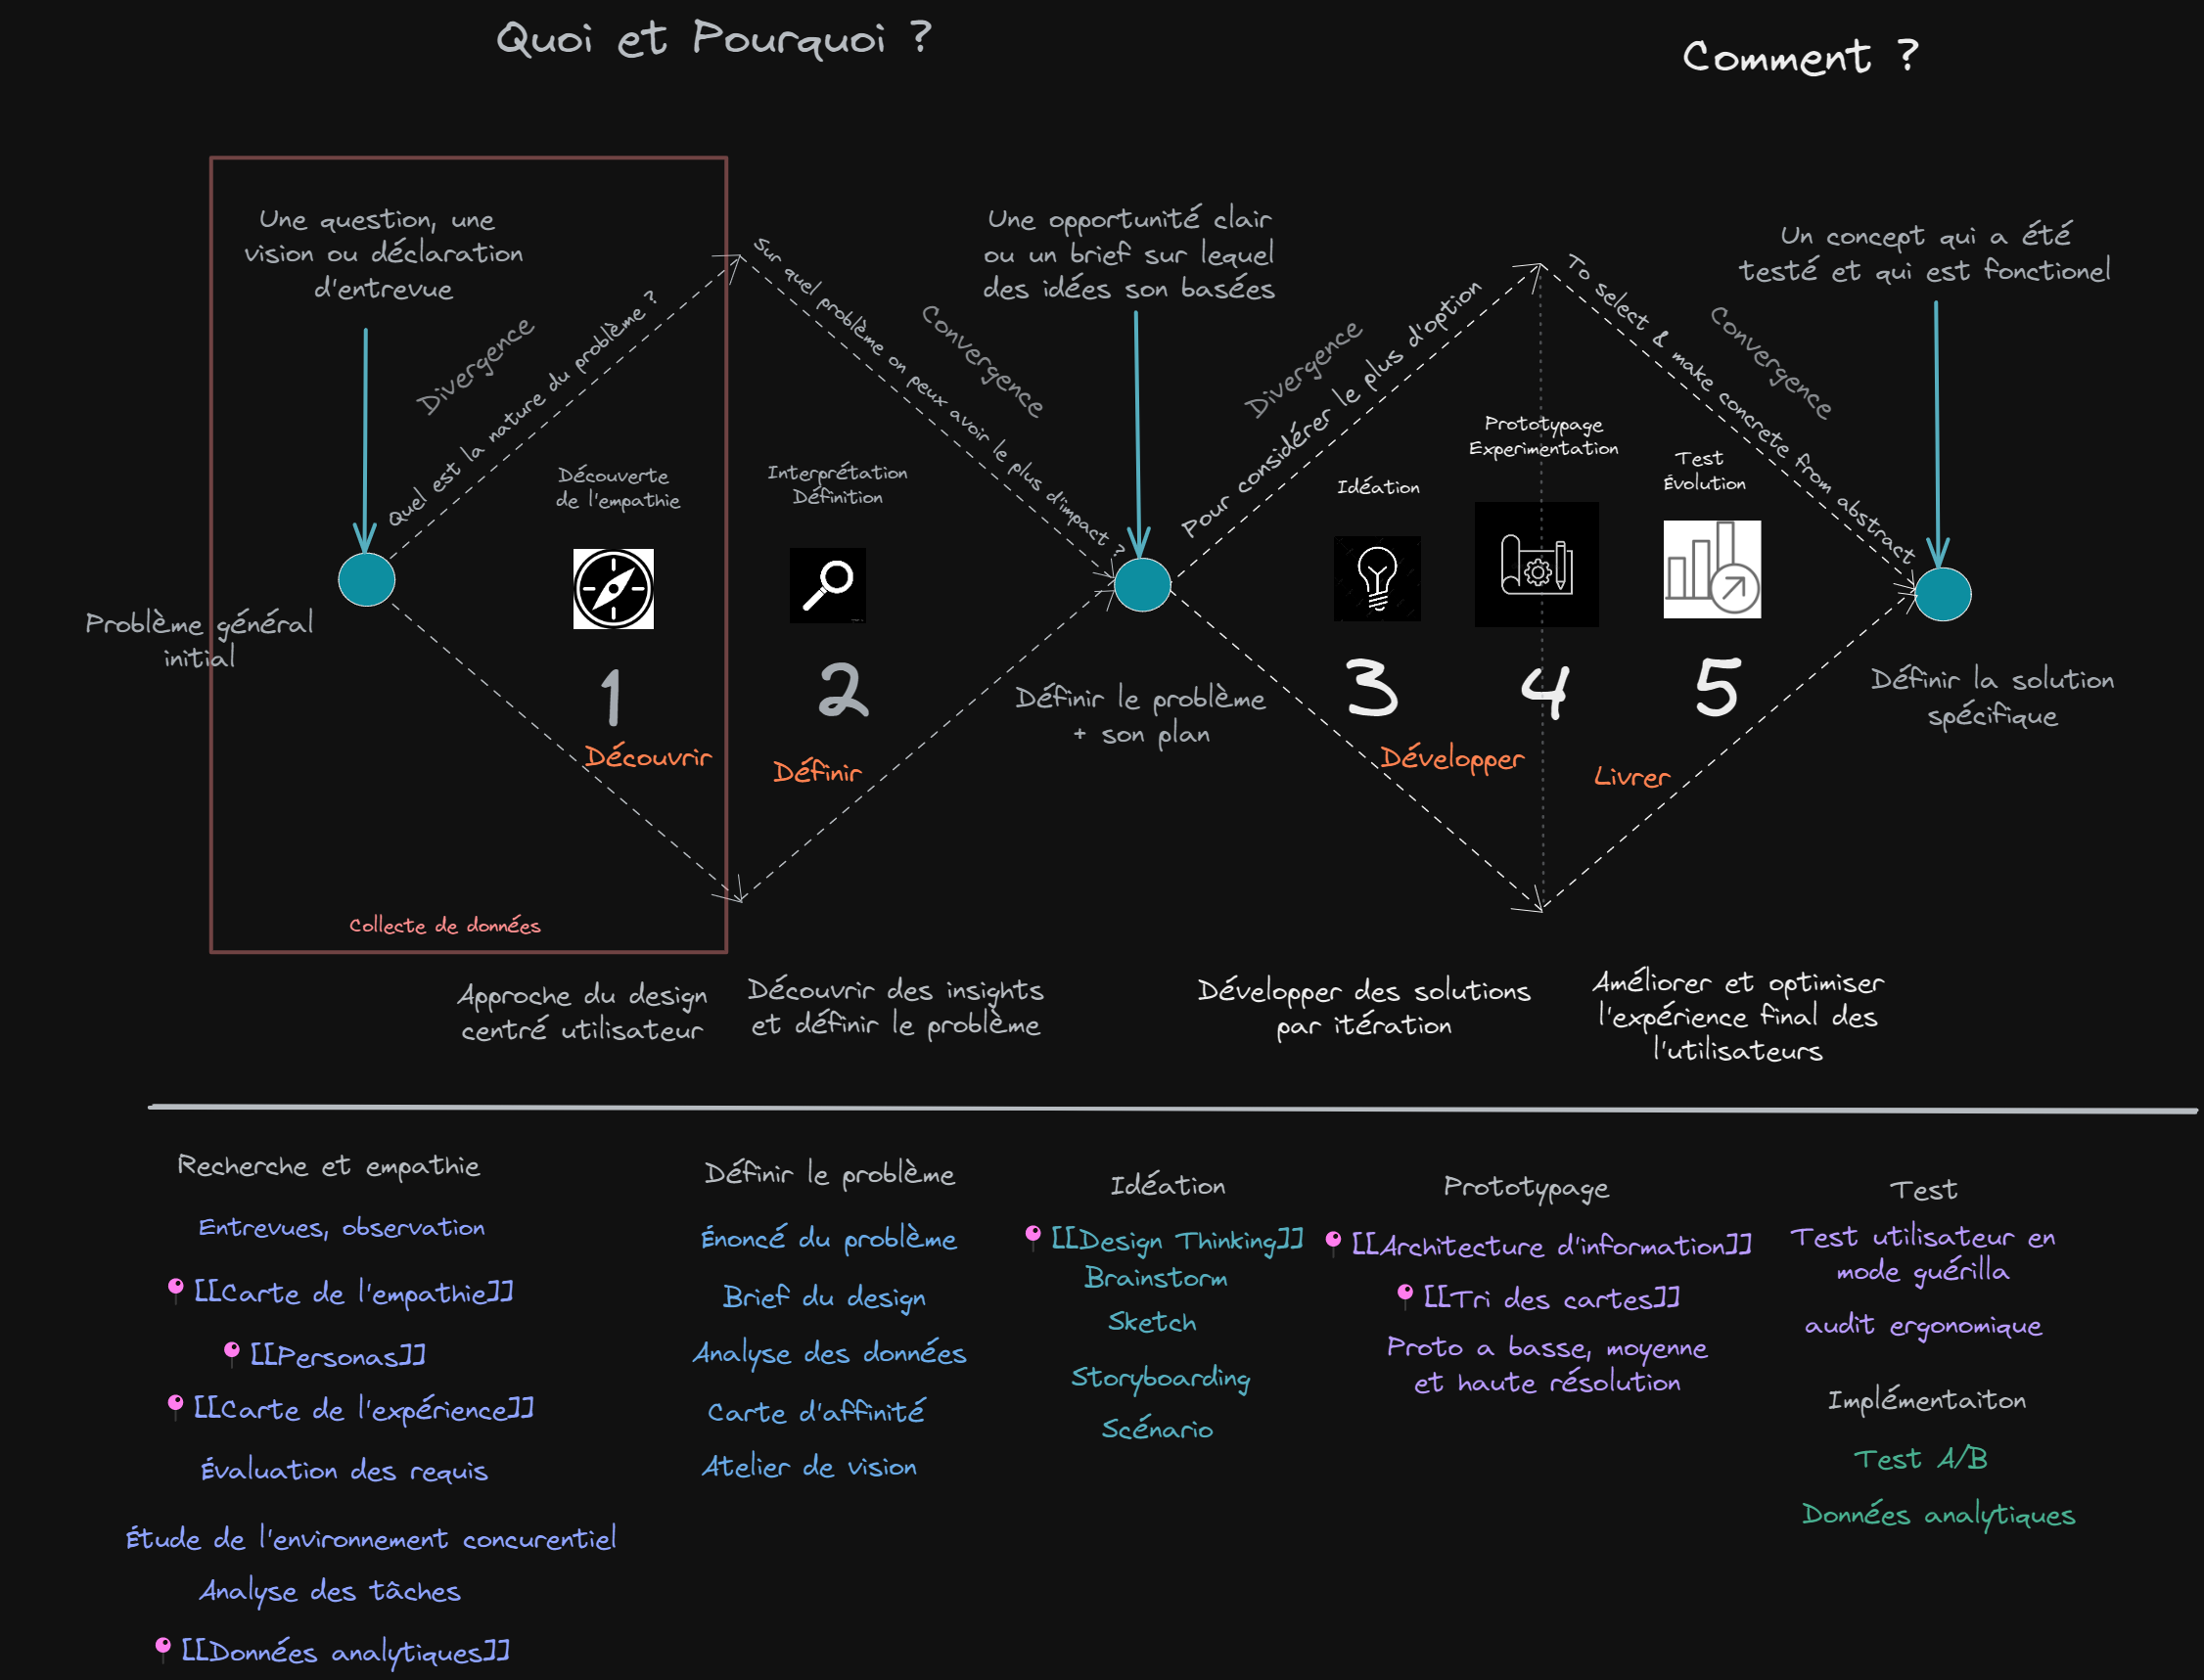 Quoi et Pourquoi ?
Comment ?
Une question, une
vision ou déclaration
d'entrevue
Divergence
Quel est la nature du problème ?
Sur quel problème on peux avoir le plus d'impact ?
Convergence
Une opportunité clair
ou un brief sur lequel
des idées son basées
Divergence
Pour considérer le plus d'option
To select & make concrete from abstract
Convergence
Un concept qui a été
testé et qui est fonctionel
Découverte
de l'empathie
Interprétation
Définition
Idéation
Prototypage
Experimentation
Test
Évolution
Problème général
initial
1
2
3
4
5
Découvrir
Définir
Définir le problème
+ son plan
Développer
Livrer
Définir la solution
spécifique
Collecte de données
Approche du design
centré utilisateur
Découvrir des insights
et définir le problème
Développer des solutions
par itération
Améliorer et optimiser
l'expérience final des
l'utilisateurs
Recherche et empathie
Entrevues, observation
[[Carte de l'empathie]]
[[Personas]]
[[Carte de l'expérience]]
Évaluation des requis
Étude de l'environnement concurentiel
Analyse des tâches
[[Données analytiques]]
Définir le problème
Énoncé du problème
Brief du design
Analyse des données
Carte d'affinité
Atelier de vision
Idéation
[[Design Thinking]]
Brainstorm
Sketch
Storyboarding
Scénario
Prototypage
[[Architecture d'information]]
[[Tri des cartes]]
Proto a basse, moyenne
et haute résolution
Test
Test utilisateur en
mode guérilla
audit ergonomique
Implémentaiton
Test A/B
Données analytiques